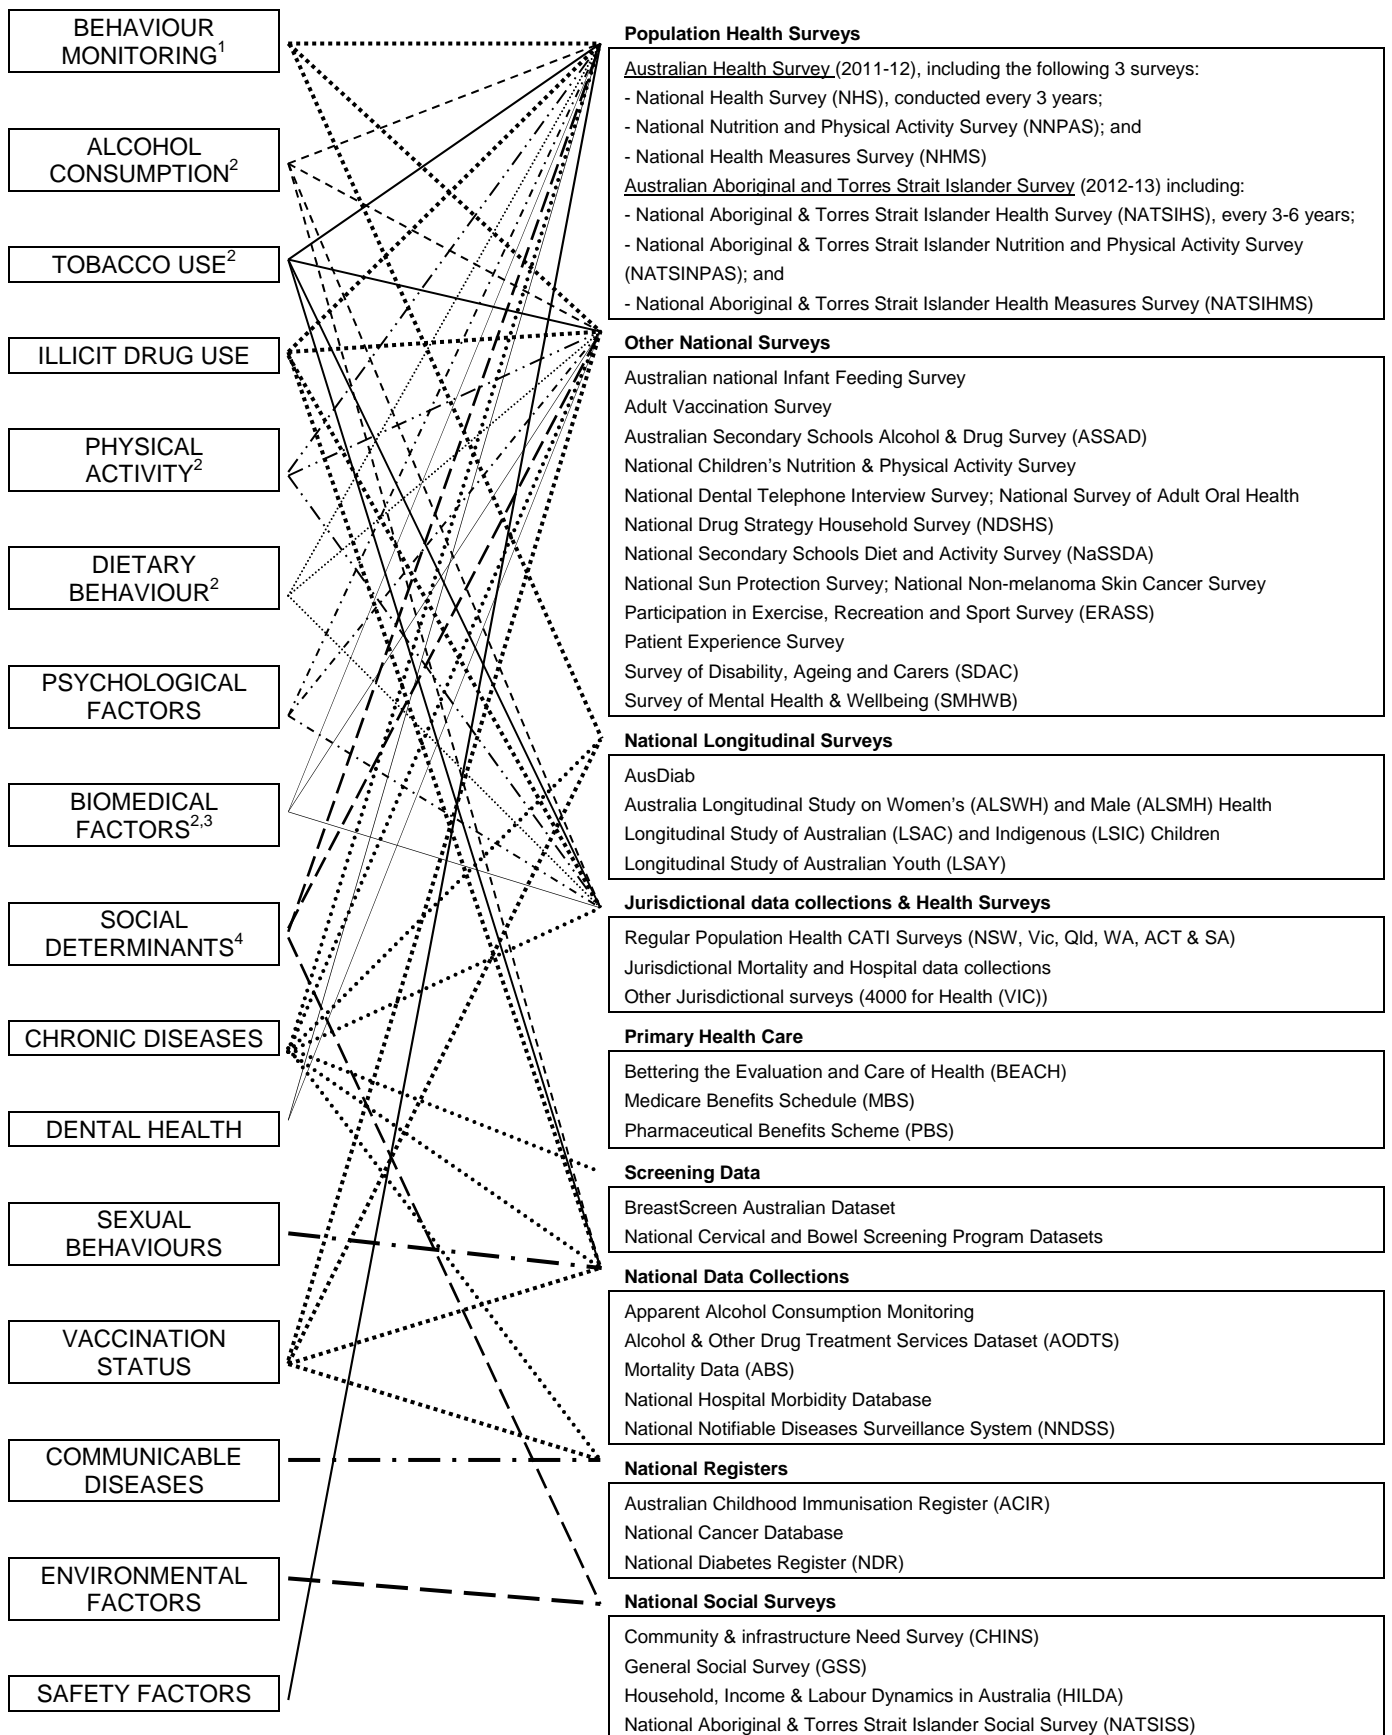 BEHAVIOUR
MONITORING1
ALCOHOL
CONSUMPTION2
TOBACCO USE2
ILLICIT DRUG USE
PHYSICAL
ACTIVITY2
DIETARY
BEHAVIOUR2
PSYCHOLOGICAL
FACTORS
BIOMEDICAL
FACTORS2,3
SOCIAL
DETERMINANTS4
CHRONIC DISEASES
DENTAL HEALTH
SEXUAL
BEHAVIOURS
VACCINATION
STATUS
COMMUNICABLE
DISEASES
ENVIRONMENTAL
FACTORS
SAFETY FACTORS
Population Health Surveys
Australian Health Survey (2011-12), including the following 3 surveys:
- National Health Survey (NHS), conducted every 3 years;
- National Nutrition and Physical Activity Survey (NNPAS); and
- National Health Measures Survey (NHMS)
Australian Aboriginal and Torres Strait Islander Survey (2012-13) including:
- National Aboriginal & Torres Strait Islander Health Survey (NATSIHS), every 3-6 years;
- National Aboriginal & Torres Strait Islander Nutrition and Physical Activity Survey
(NATSINPAS); and
- National Aboriginal & Torres Strait Islander Health Measures Survey (NATSIHMS)
Other National Surveys
Australian national Infant Feeding Survey
Adult Vaccination Survey
Australian Secondary Schools Alcohol & Drug Survey (ASSAD)
National Children's Nutrition & Physical Activity Survey
National Dental Telephone Interview Survey; National Survey of Adult Oral Health
National Drug Strategy Household Survey (NDSHS)
National Secondary Schools Diet and Activity Survey (NaSSDA)
National Sun Protection Survey; National Non-melanoma Skin Cancer Survey
Participation in Exercise, Recreation and Sport Survey (ERASS)
Patient Experience Survey
Survey of Disability, Ageing and Carers (SDAC)
Survey of Mental Health & Wellbeing (SMHWB)
National Longitudinal Surveys
AusDiab
Australia Longitudinal Study on Women's (ALSWH) and Male (ALSMH) Health
Longitudinal Study of Australian (LSAC) and Indigenous (LSIC) Children
Longitudinal Study of Australian Youth (LSAY)
Jurisdictional data collections & Health Surveys
Regular Population Health CATI Surveys (NSW, Vic, Qld, WA, ACT & SA)
Jurisdictional Mortality and Hospital data collections
Other Jurisdictional surveys (4000 for Health (VIC))
Primary Health Care
Bettering the Evaluation and Care of Health (BEACH)
Medicare Benefits Schedule (MBS)
Pharmaceutical Benefits Scheme (PBS)
Screening Data
BreastScreen Australian Dataset
National Cervical and Bowel Screening Program Datasets
National Data Collections
Apparent Alcohol Consumption Monitoring
Alcohol & Other Drug Treatment Services Dataset (AODTS)
Mortality Data (ABS)
National Hospital Morbidity Database
National Notifiable Diseases Surveillance System (NNDSS)
National Registers
Australian Childhood Immunisation Register (ACIR)
National Cancer Database
National Diabetes Register (NDR)
National Social Surveys
Community & infrastructure Need Survey (CHINS)
General Social Survey (GSS)
Household, Income & Labour Dynamics in Australia (HILDA)
National Aboriginal & Torres Strait Islander Social Survey (NATSISS)